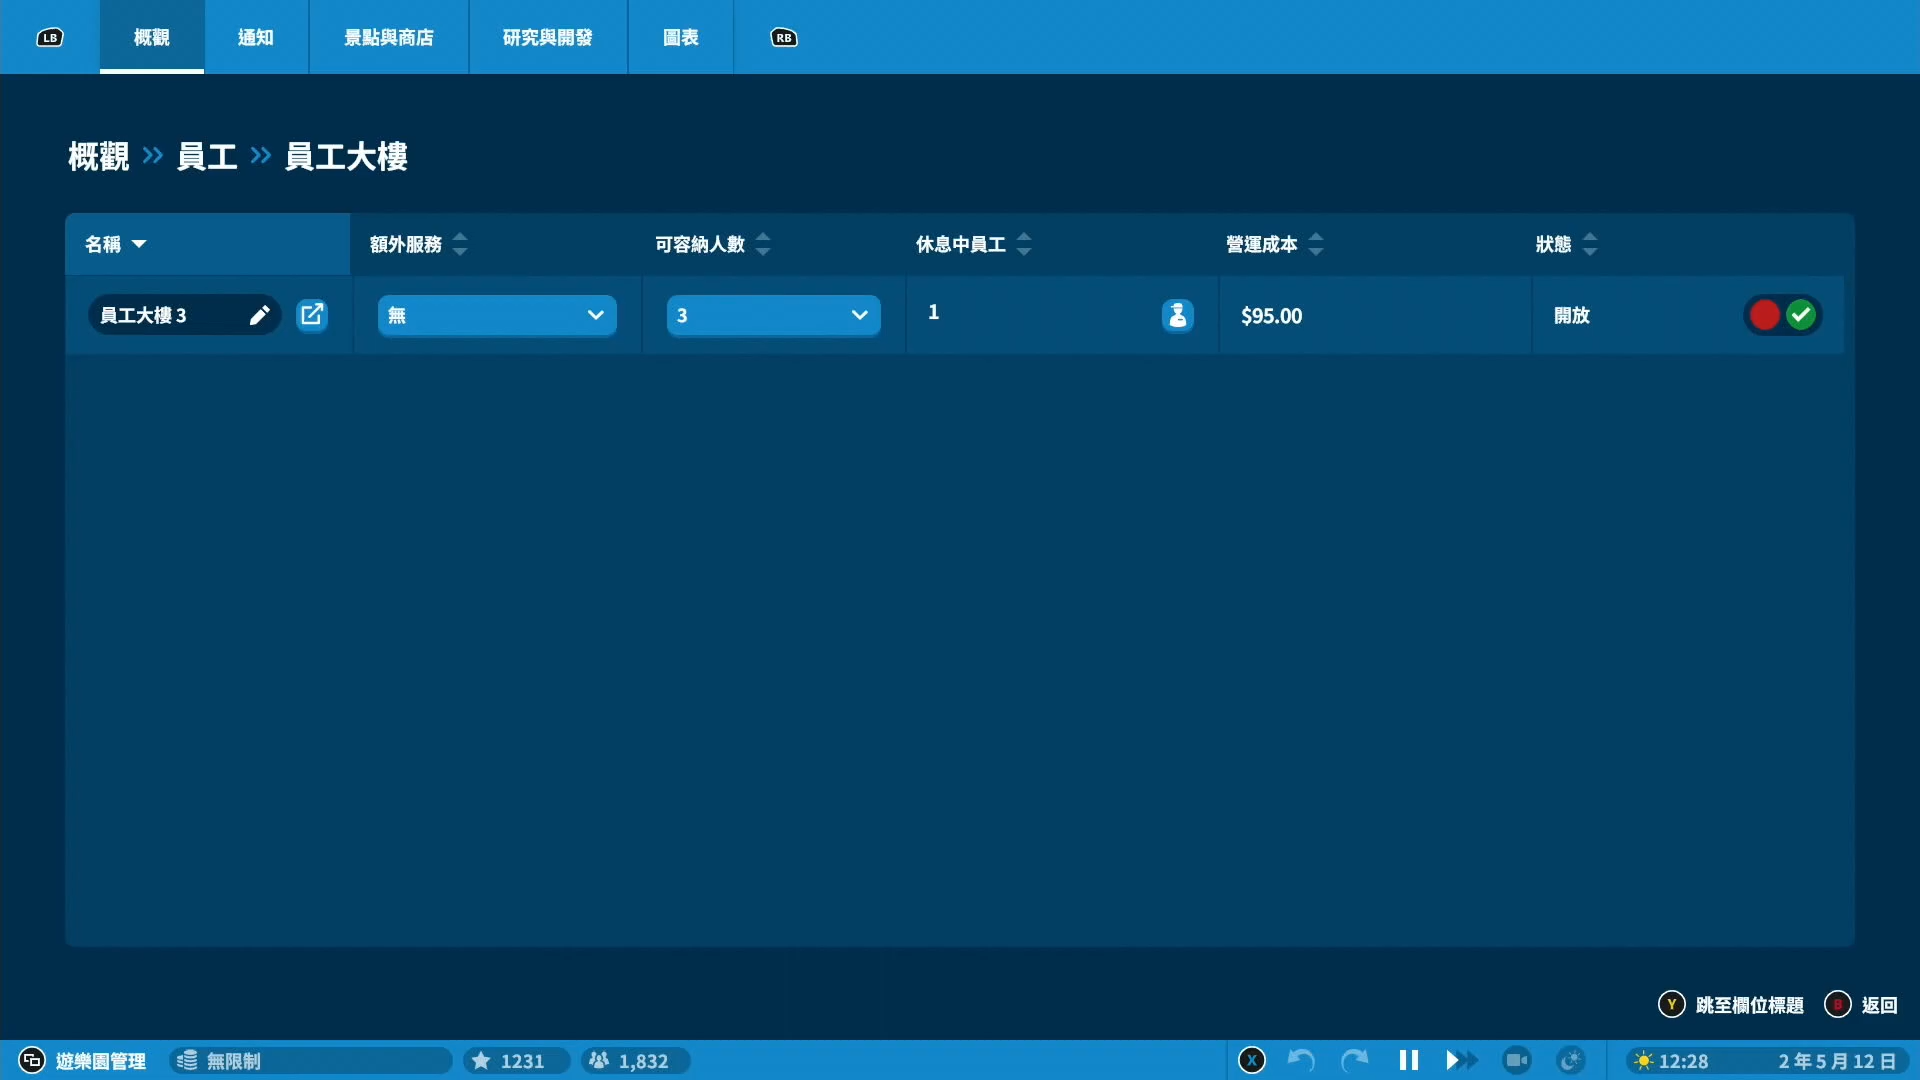 LB 概觀 通知 景點與商店 研究與開發 圖表 RB
概觀 » 員工 » 員工大樓
名稱 額外服務 可容納人數 休息中員工 營運成本 狀態
員工大樓 3 無 3 1 $95.00 開放
Y 跳至欄位標題 B 返回
遊樂園管理 無限制 1231 1,832 X 12:28 2 年 5 月 12 日